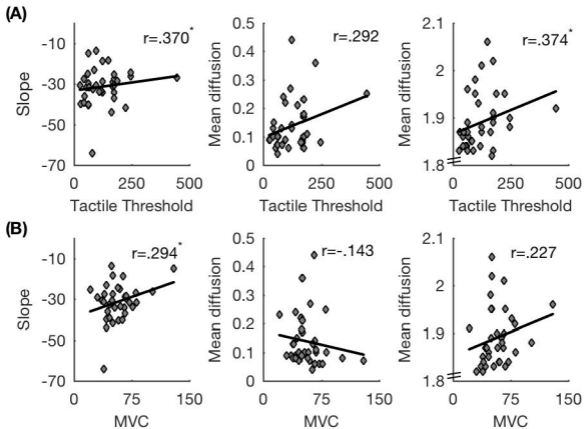 (A)
r=.370*
-10
-30
-50
-70
Slope
0 250 500
Tactile Threshold
r=.292
0.5
0.4
0.3
0.2
0.1
0
Mean diffusion
0 250 500
Tactile Threshold
r=.374*
2.1
2
1.9
1.8
Mean diffusion
0 250 500
Tactile Threshold
(B)
r=.294*
-10
-30
-50
-70
Slope
0 75 150
MVC
r=-.143
0.5
0.4
0.3
0.2
0.1
0
Mean diffusion
0 75 150
MVC
r=.227
2.1
2
1.9
1.8
Mean diffusion
0 75 150
MVC